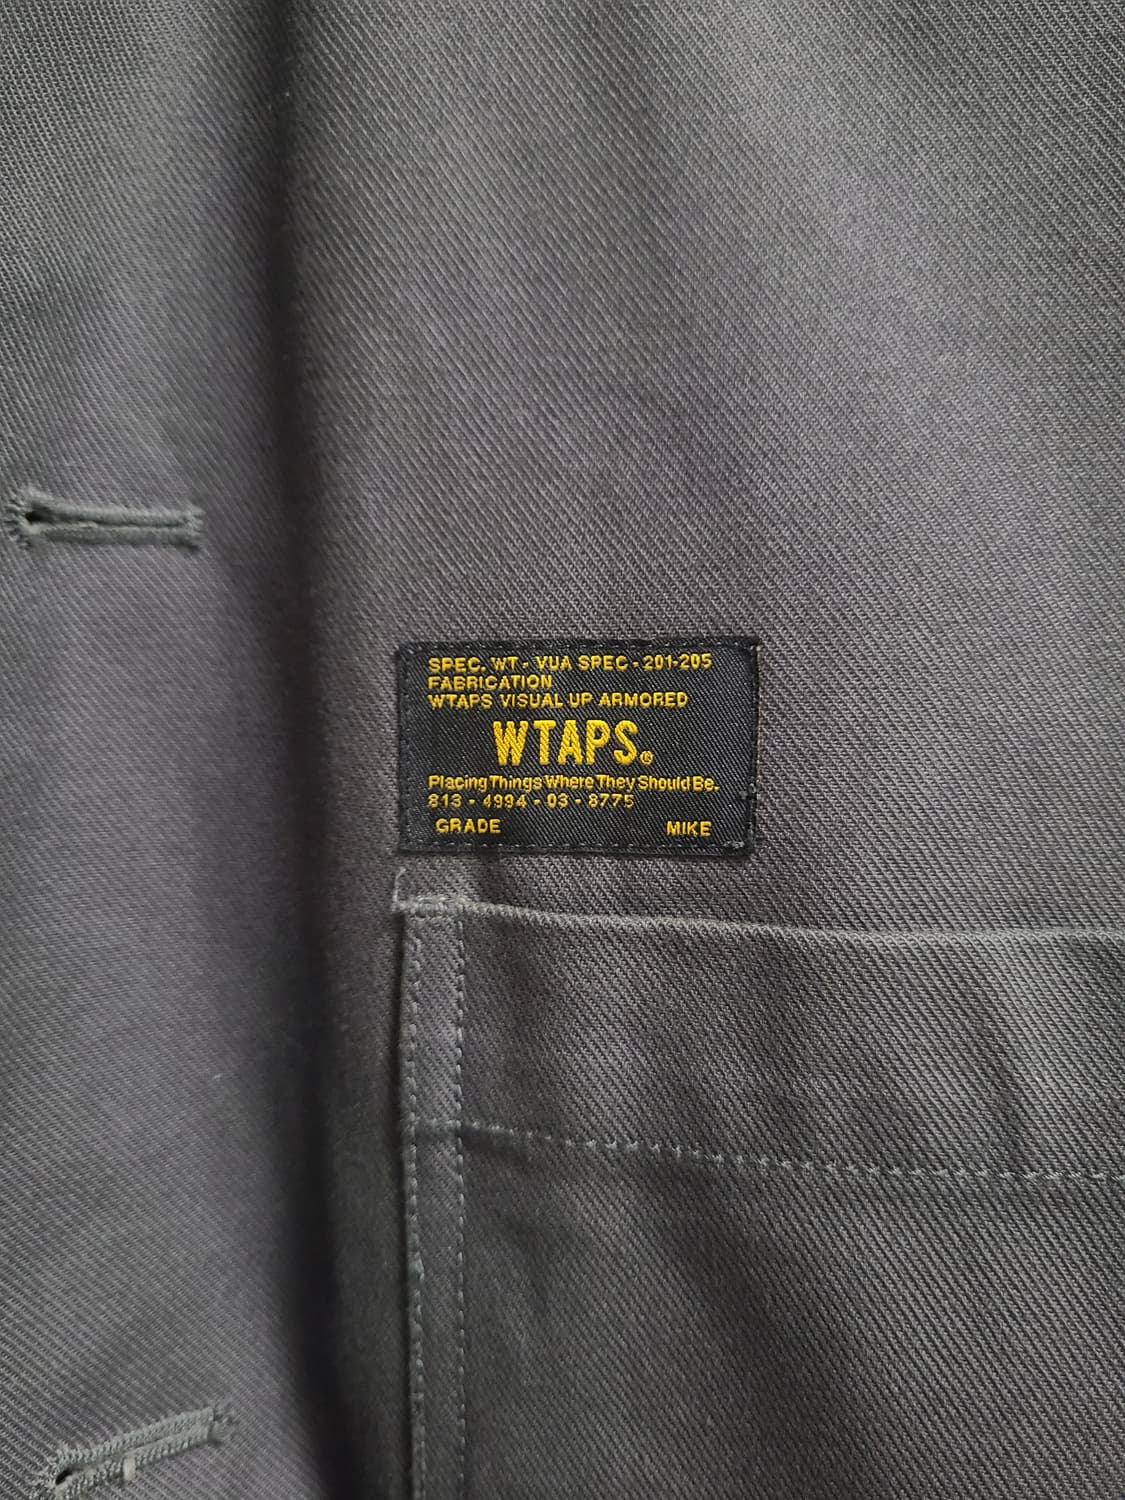 SPEC. WT - VUA SPEC - 201-205
FABRICATION
WTAPS VISUAL UP ARMORED
WTAPS®
Placing Things Where They Should Be.
813 - 4994 - 03 - 8775
GRADE MIKE